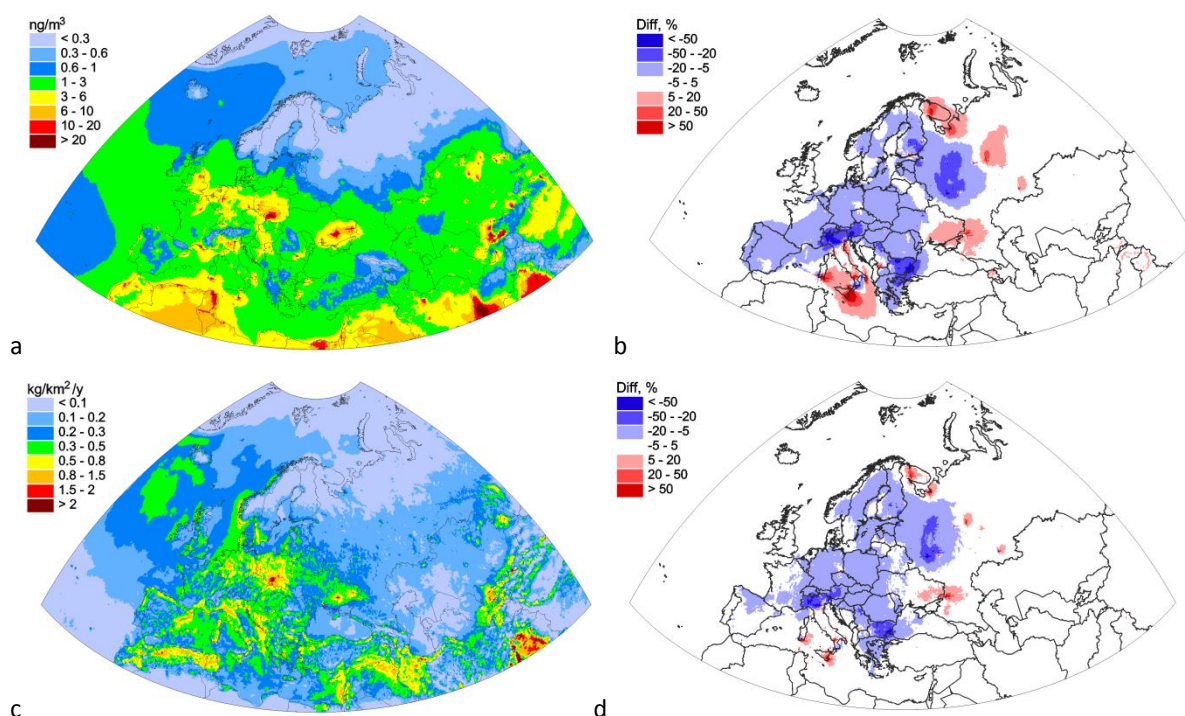 ng/m³
< 0.3
0.3 - 0.6
0.6 - 1
1 - 3
3 - 6
6 - 10
10 - 20
> 20
a
Diff, %
< -50
-50 - -20
-20 - -5
-5 - 5
5 - 20
20 - 50
> 50
b
kg/km²/y
< 0.1
0.1 - 0.2
0.2 - 0.3
0.3 - 0.5
0.5 - 0.8
0.8 - 1.5
1.5 - 2
> 2
c
Diff, %
< -50
-50 - -20
-20 - -5
-5 - 5
5 - 20
20 - 50
> 50
d